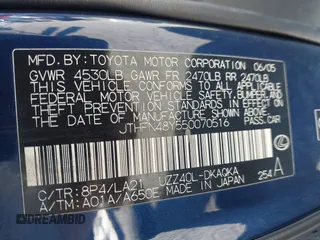 MFD. BY: TOYOTA MOTOR CORPORATION 06/05
GVWR 4530LB GAWR FR 2470LB RR 2470LB
THIS VEHICLE CONFORMS TO ALL APPLICABLE
FEDERAL MOTOR VEHICLE SAFETY, BUMPER, AND
THEFT PREVENTION STANDARDS IN EFFECT ON
THE DATE OF MANUFACTURE SHOWN ABOVE.
JTHPN48Y550070516 PASS.CAR
C/TR: 8P4/LA21 UZZ40L-DKAQKA
A/TM: A01A/A650E MADE IN JAPAN 254 A
DREAMBID